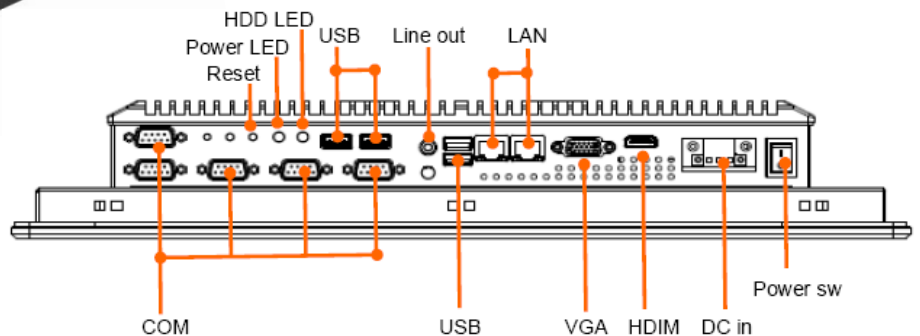 HDD LED
USB
Line out
LAN
Power LED
Reset
Power sw
COM
USB
VGA
HDIM
DC in